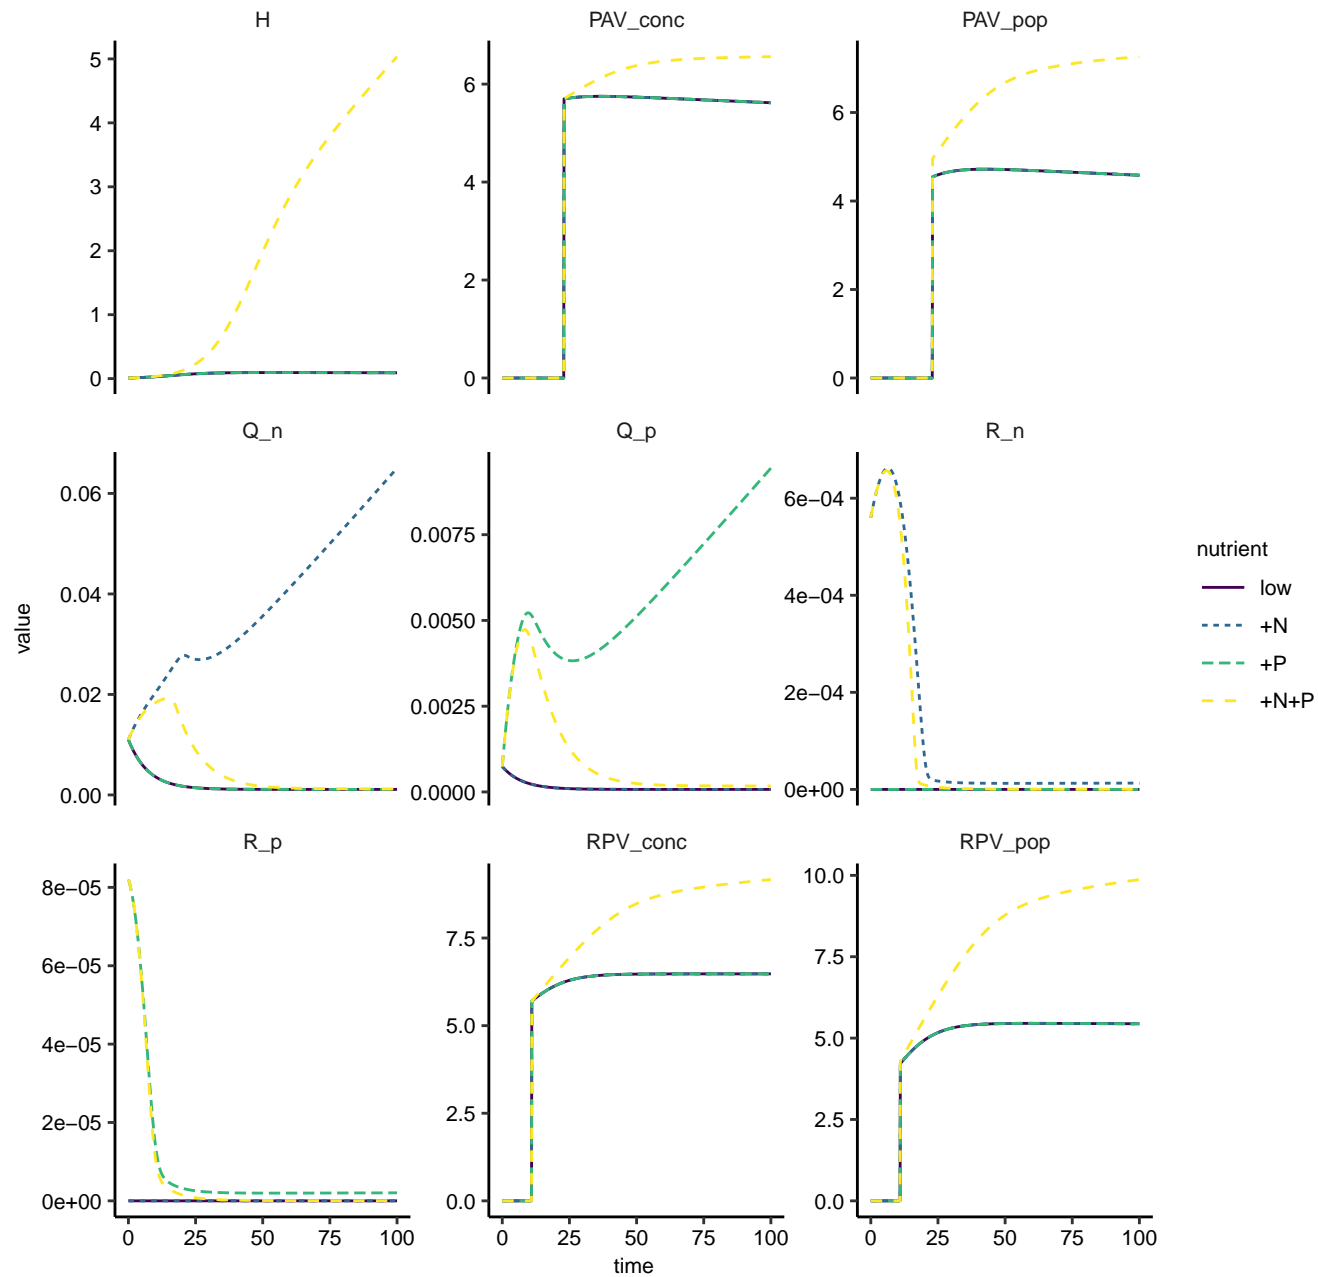 H
PAV_conc
PAV_pop
5
4
3
2
1
0
6
4
2
0
6
4
2
0
Q_n
Q_p
R_n
0.06
0.04
0.02
0.00
0.0075
0.0050
0.0025
0.0000
6e−04
4e−04
2e−04
0e+00
R_p
RPV_conc
RPV_pop
8e−05
6e−05
4e−05
2e−05
0e+00
7.5
5.0
2.5
0.0
10.0
7.5
5.0
2.5
0.0
0 25 50 75 100
0 25 50 75 100
0 25 50 75 100
time
value
nutrient
low
+N
+P
+N+P